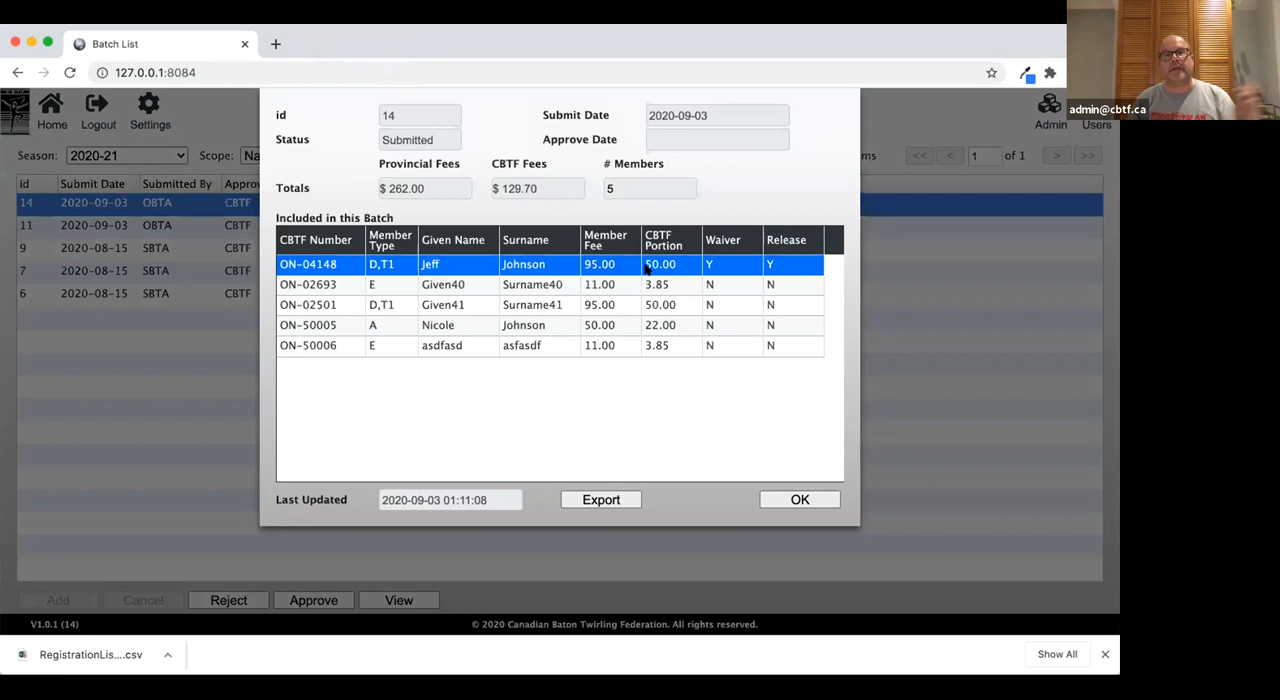 Batch List
127.0.0.1:8084
admin@cbtf.ca
Home Logout Settings Admin Users
Season: 2020-21 Scope: Na ms << < 1 of 1 > >>
id Submit Date Submitted By Approv
14 2020-09-03 OBTA CBTF
11 2020-09-03 OBTA CBTF
9 2020-08-15 SBTA CBTF
7 2020-08-15 SBTA CBTF
6 2020-08-15 SBTA CBTF
id 14 Submit Date 2020-09-03
Status Submitted Approve Date
Provincial Fees CBTF Fees # Members
Totals $ 262.00 $ 129.70 5
Included in this Batch
CBTF Number Member Type Given Name Surname Member Fee CBTF Portion Waiver Release
ON-04148 D,T1 Jeff Johnson 95.00 50.00 Y Y
ON-02693 E Given40 Surname40 11.00 3.85 N N
ON-02501 D,T1 Given41 Surname41 95.00 50.00 N N
ON-50005 A Nicole Johnson 50.00 22.00 N N
ON-50006 E asdfasd asfasdf 11.00 3.85 N N
Last Updated 2020-09-03 01:11:08 Export OK
Add Cancel Reject Approve View
V1.0.1 (14) © 2020 Canadian Baton Twirling Federation. All rights reserved.
RegistrationLis....csv Show All